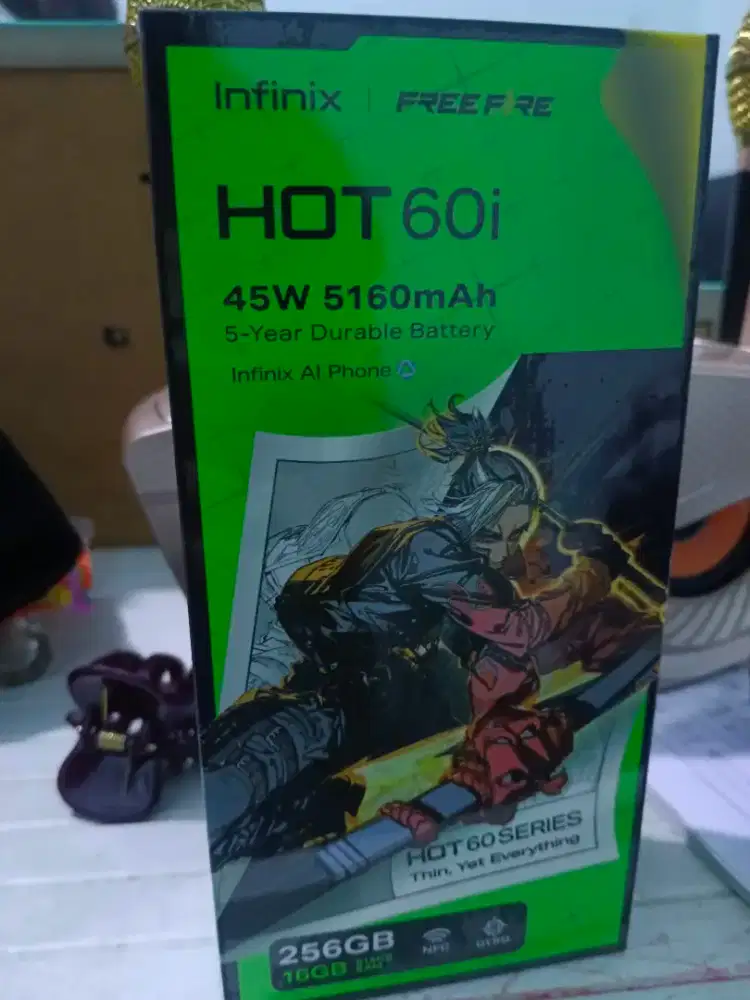 Infinix | FREE FIRE
HOT 60i
45W 5160mAh
5-Year Durable Battery
Infinix AI Phone
HOT 60 SERIES
Thin, Yet Everything
256GB
16GB
NFC